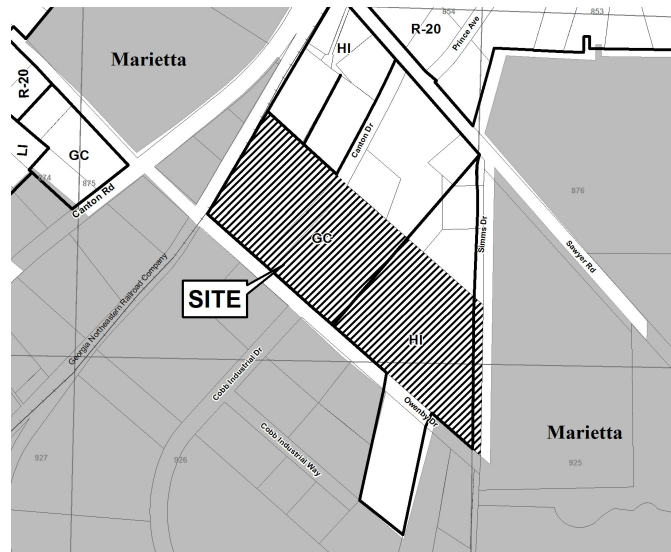 854
853
R-20
Prince Ave
HI
Marietta
R-20
GC
LI
874
875
Canton Rd
Canton Dr
876
GC
Simms Dr
Sawyer Rd
SITE
Georgia Northeastern Railroad Company
HI
Cobb Industrial Dr
Owenby Dr
Cobb Industrial Way
Marietta
927
926
925